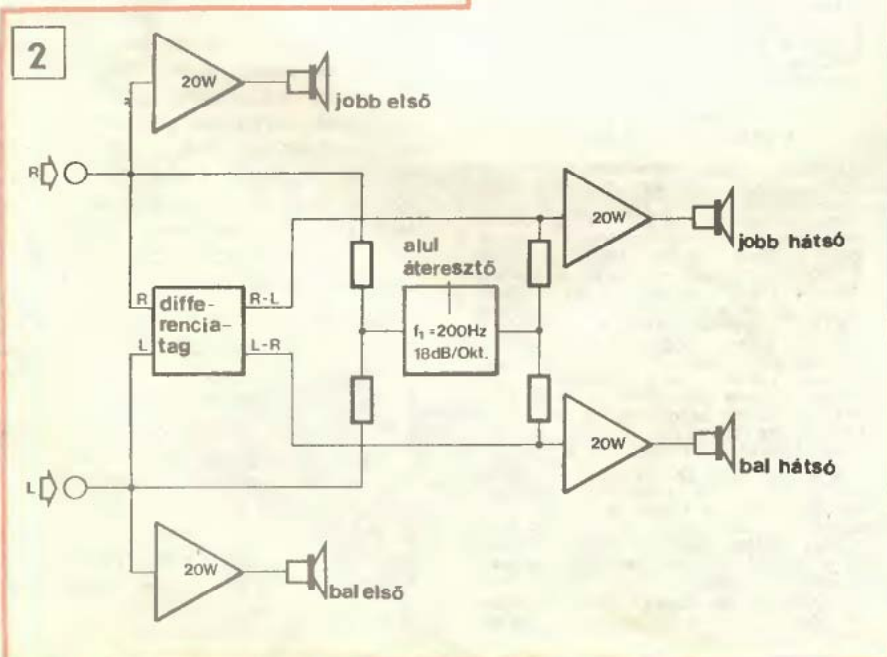 2
20W
jobb első
R
20W
jobb hátsó
alul
áteresztő
R
R-L
diffe-
rencia-
tag
L
L-R
f₁ = 200Hz
18dB/Okt.
20W
bal hátsó
L
20W
bal első